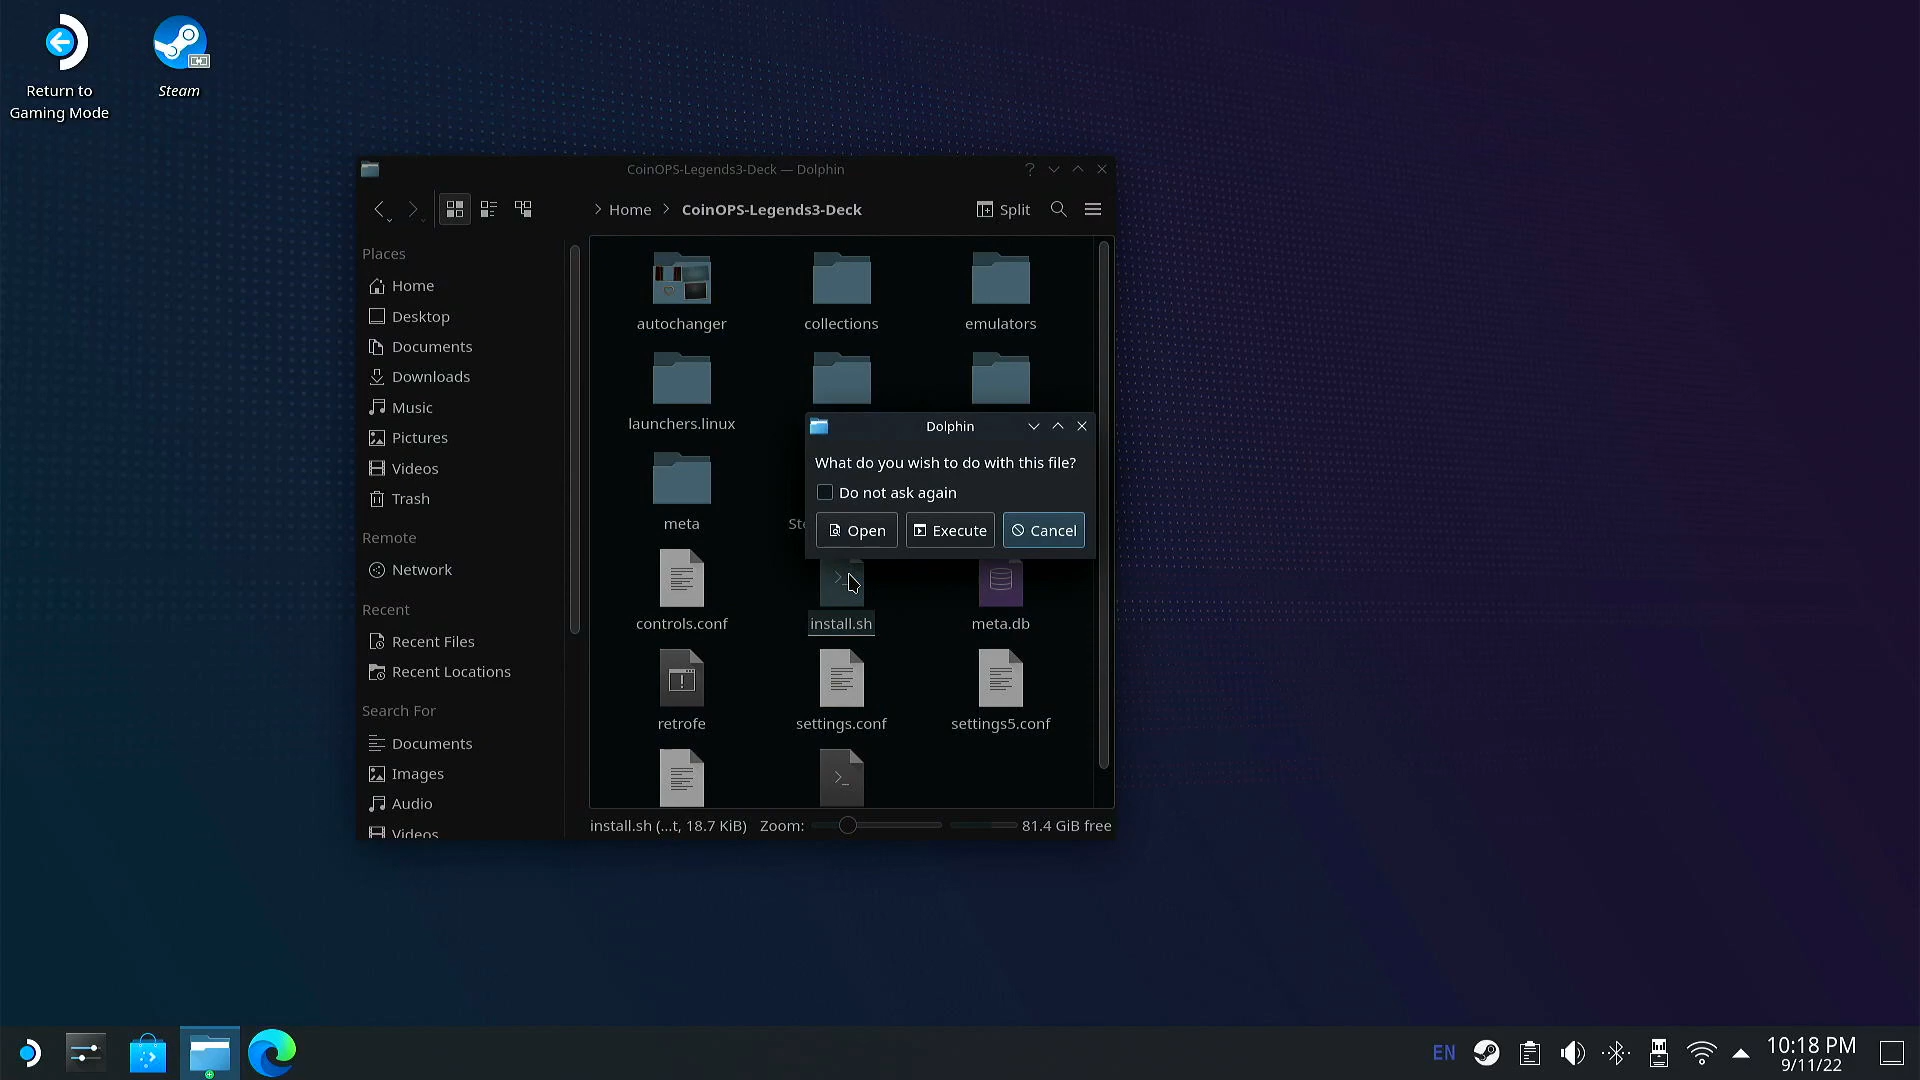 Return to
Gaming Mode
Steam
CoinOPS-Legends3-Deck — Dolphin
Home
CoinOPS-Legends3-Deck
Split
Places
Home
Desktop
Documents
Downloads
Music
Pictures
Videos
Trash
Remote
Network
Recent
Recent Files
Recent Locations
Search For
Documents
Images
Audio
Videos
autochanger
collections
emulators
launchers.linux
meta
Ste
Dolphin
What do you wish to do with this file?
Do not ask again
Open
Execute
Cancel
controls.conf
install.sh
meta.db
retrofe
settings.conf
settings5.conf
install.sh (...t, 18.7 KiB)
Zoom:
81.4 GiB free
EN
10:18 PM
9/11/22